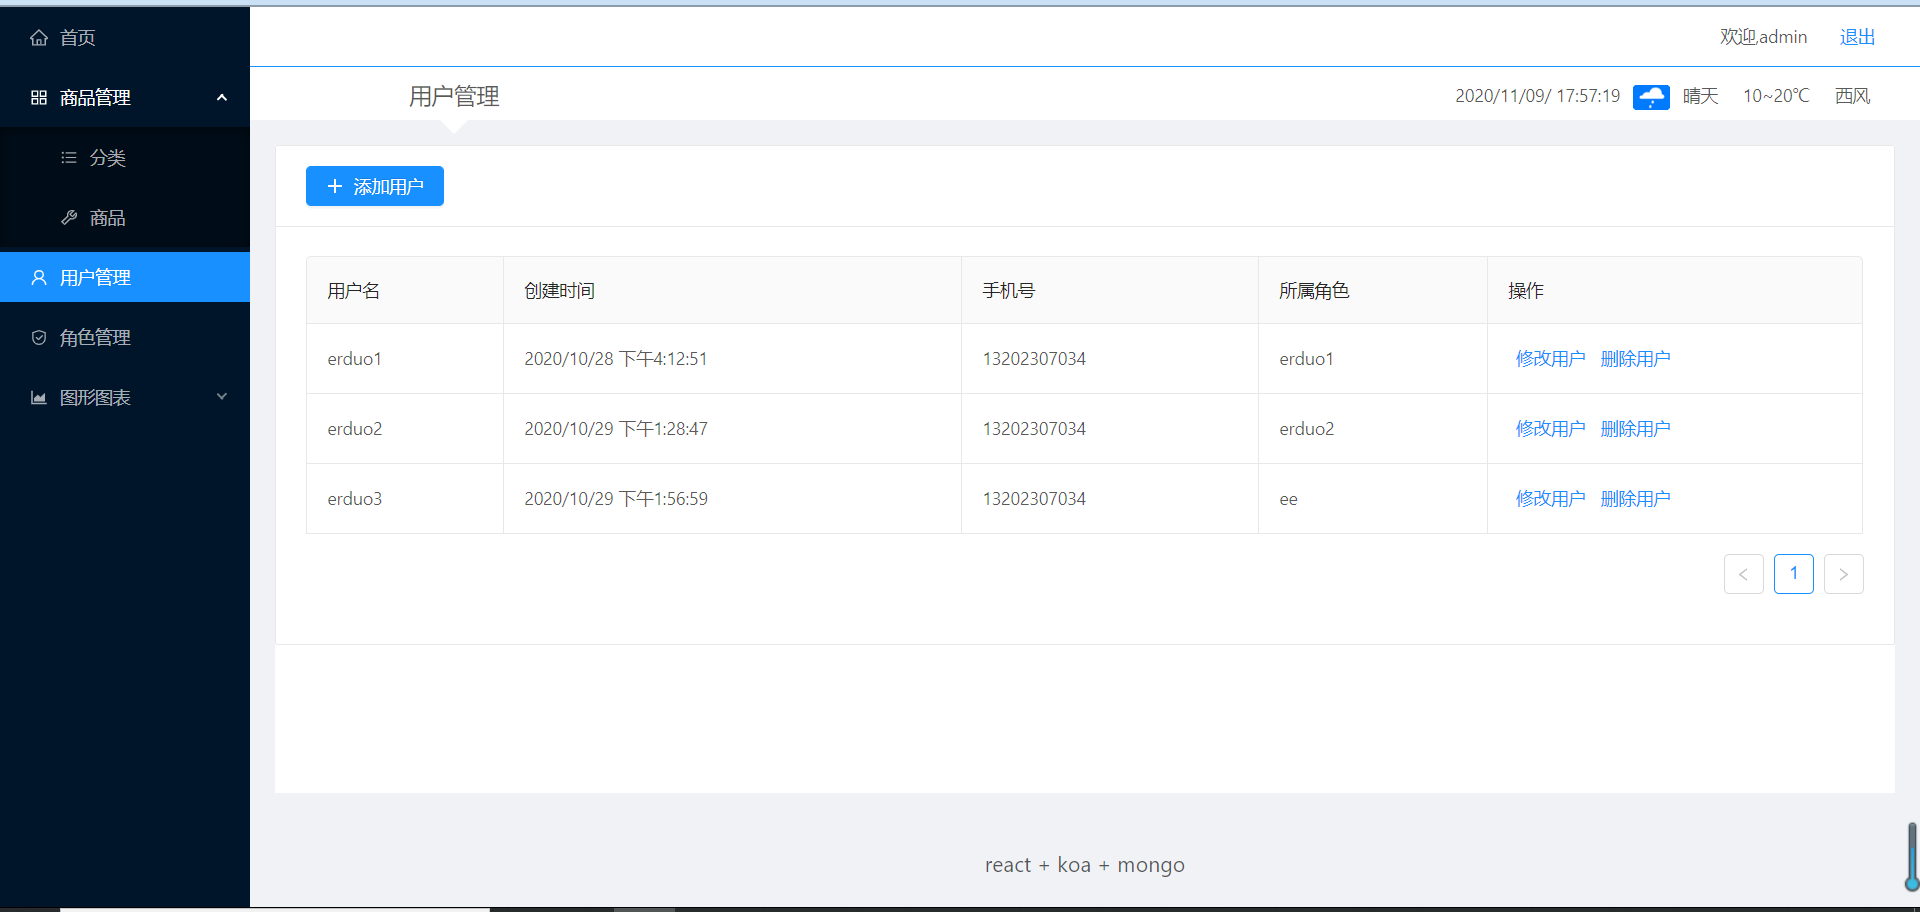 首页
商品管理
分类
商品
用户管理
角色管理
图形图表
欢迎,admin 退出
用户管理 2020/11/09/ 17:57:19 晴天 10~20℃ 西风
+ 添加用户
用户名 创建时间 手机号 所属角色 操作
erduo1 2020/10/28 下午4:12:51 13202307034 erduo1 修改用户 删除用户
erduo2 2020/10/29 下午1:28:47 13202307034 erduo2 修改用户 删除用户
erduo3 2020/10/29 下午1:56:59 13202307034 ee 修改用户 删除用户
< 1 >
react + koa + mongo